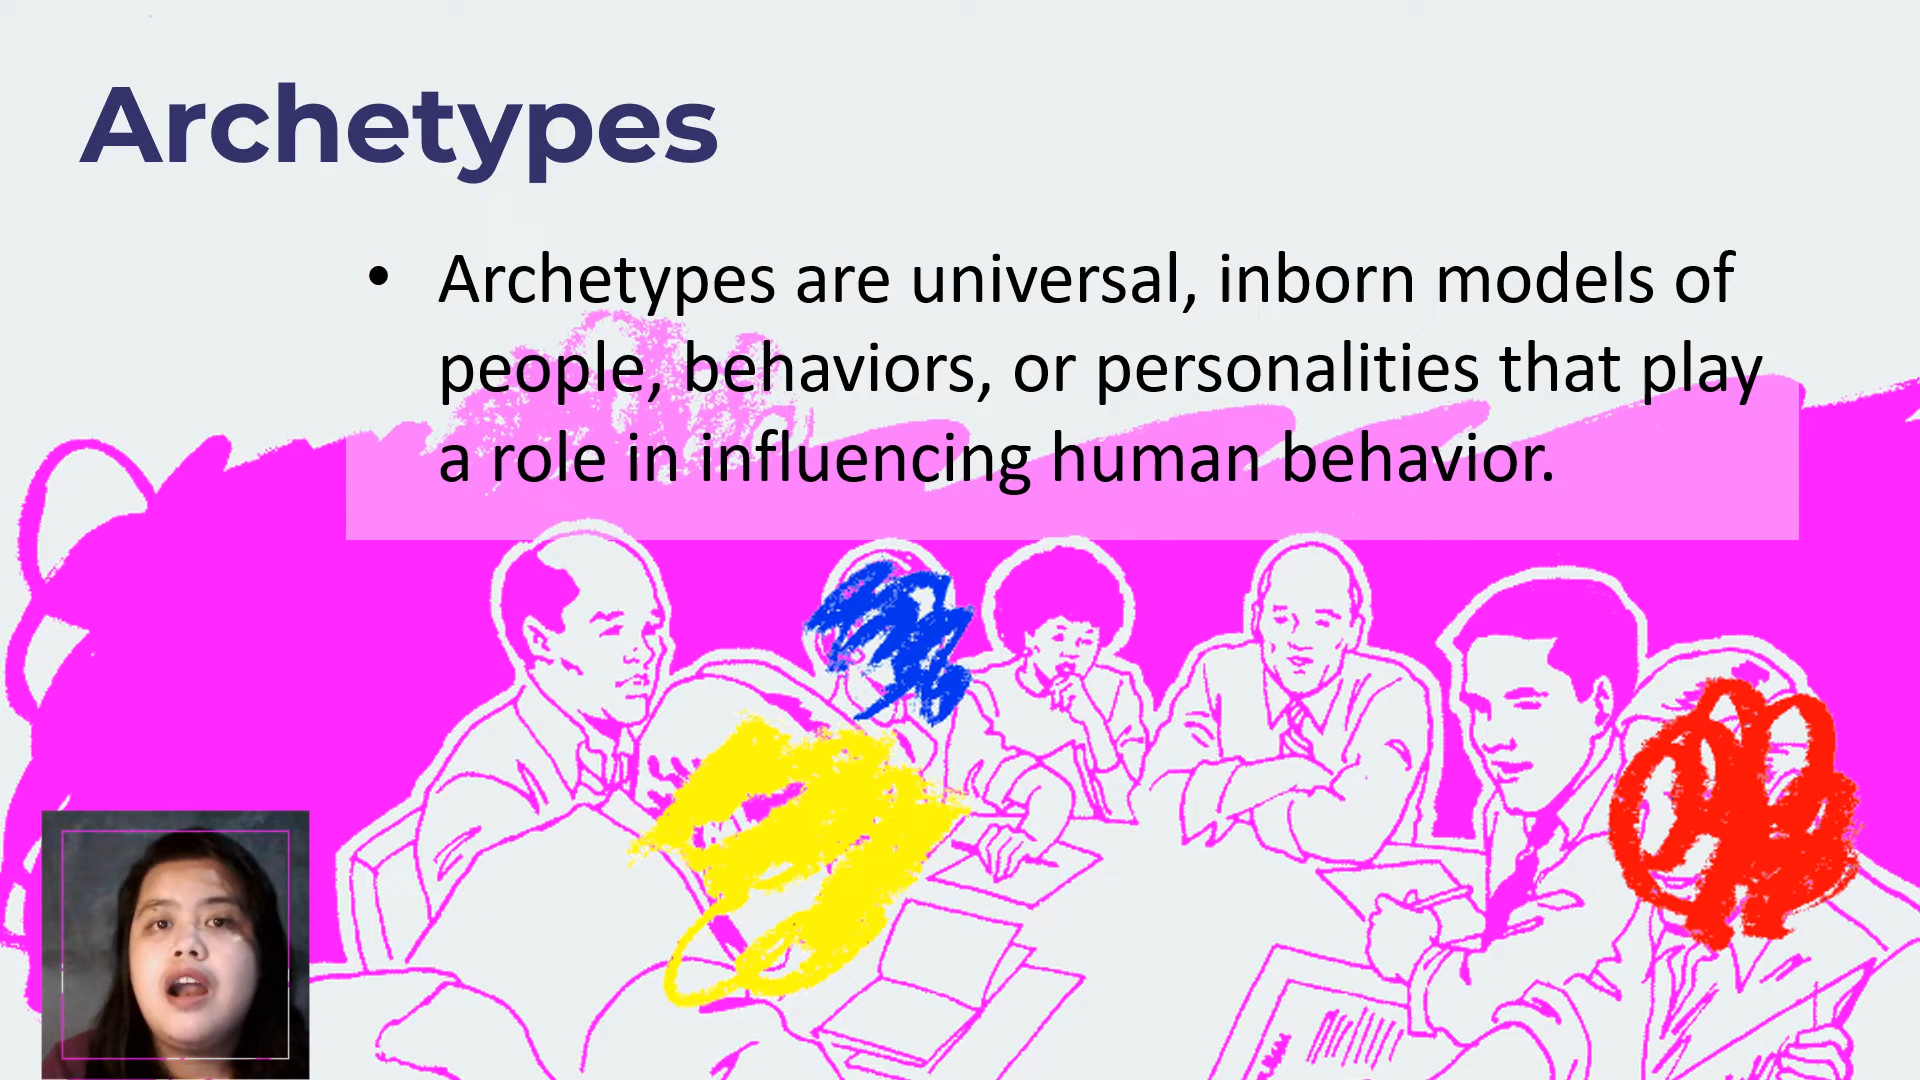 Archetypes
• Archetypes are universal, inborn models of
people, behaviors, or personalities that play
a role in influencing human behavior.